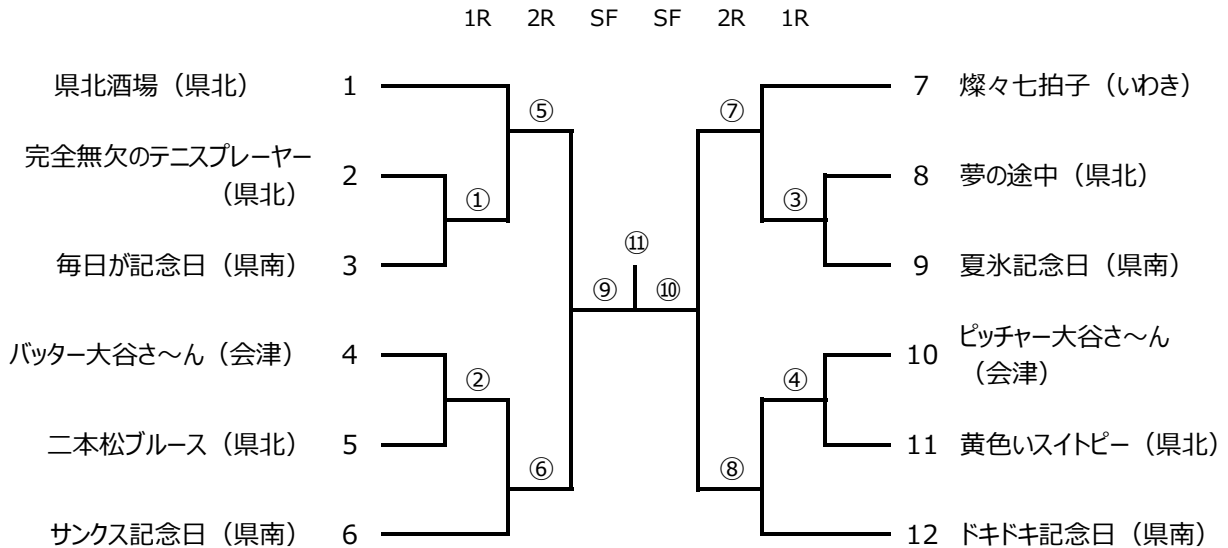 1R 2R SF SF 2R 1R
県北酒場（県北） 1
7 燦々七拍子（いわき）
⑤
⑦
完全無欠のテニスプレーヤー
（県北） 2
8 夢の途中（県北）
①
③
毎日が記念日（県南） 3
9 夏氷記念日（県南）
⑪
⑨ ⑩
バッター大谷さ～ん（会津） 4
10 ピッチャー大谷さ～ん
（会津）
②
④
二本松ブルース（県北） 5
11 黄色いスイトピー（県北）
⑥
⑧
サンクス記念日（県南） 6
12 ドキドキ記念日（県南）